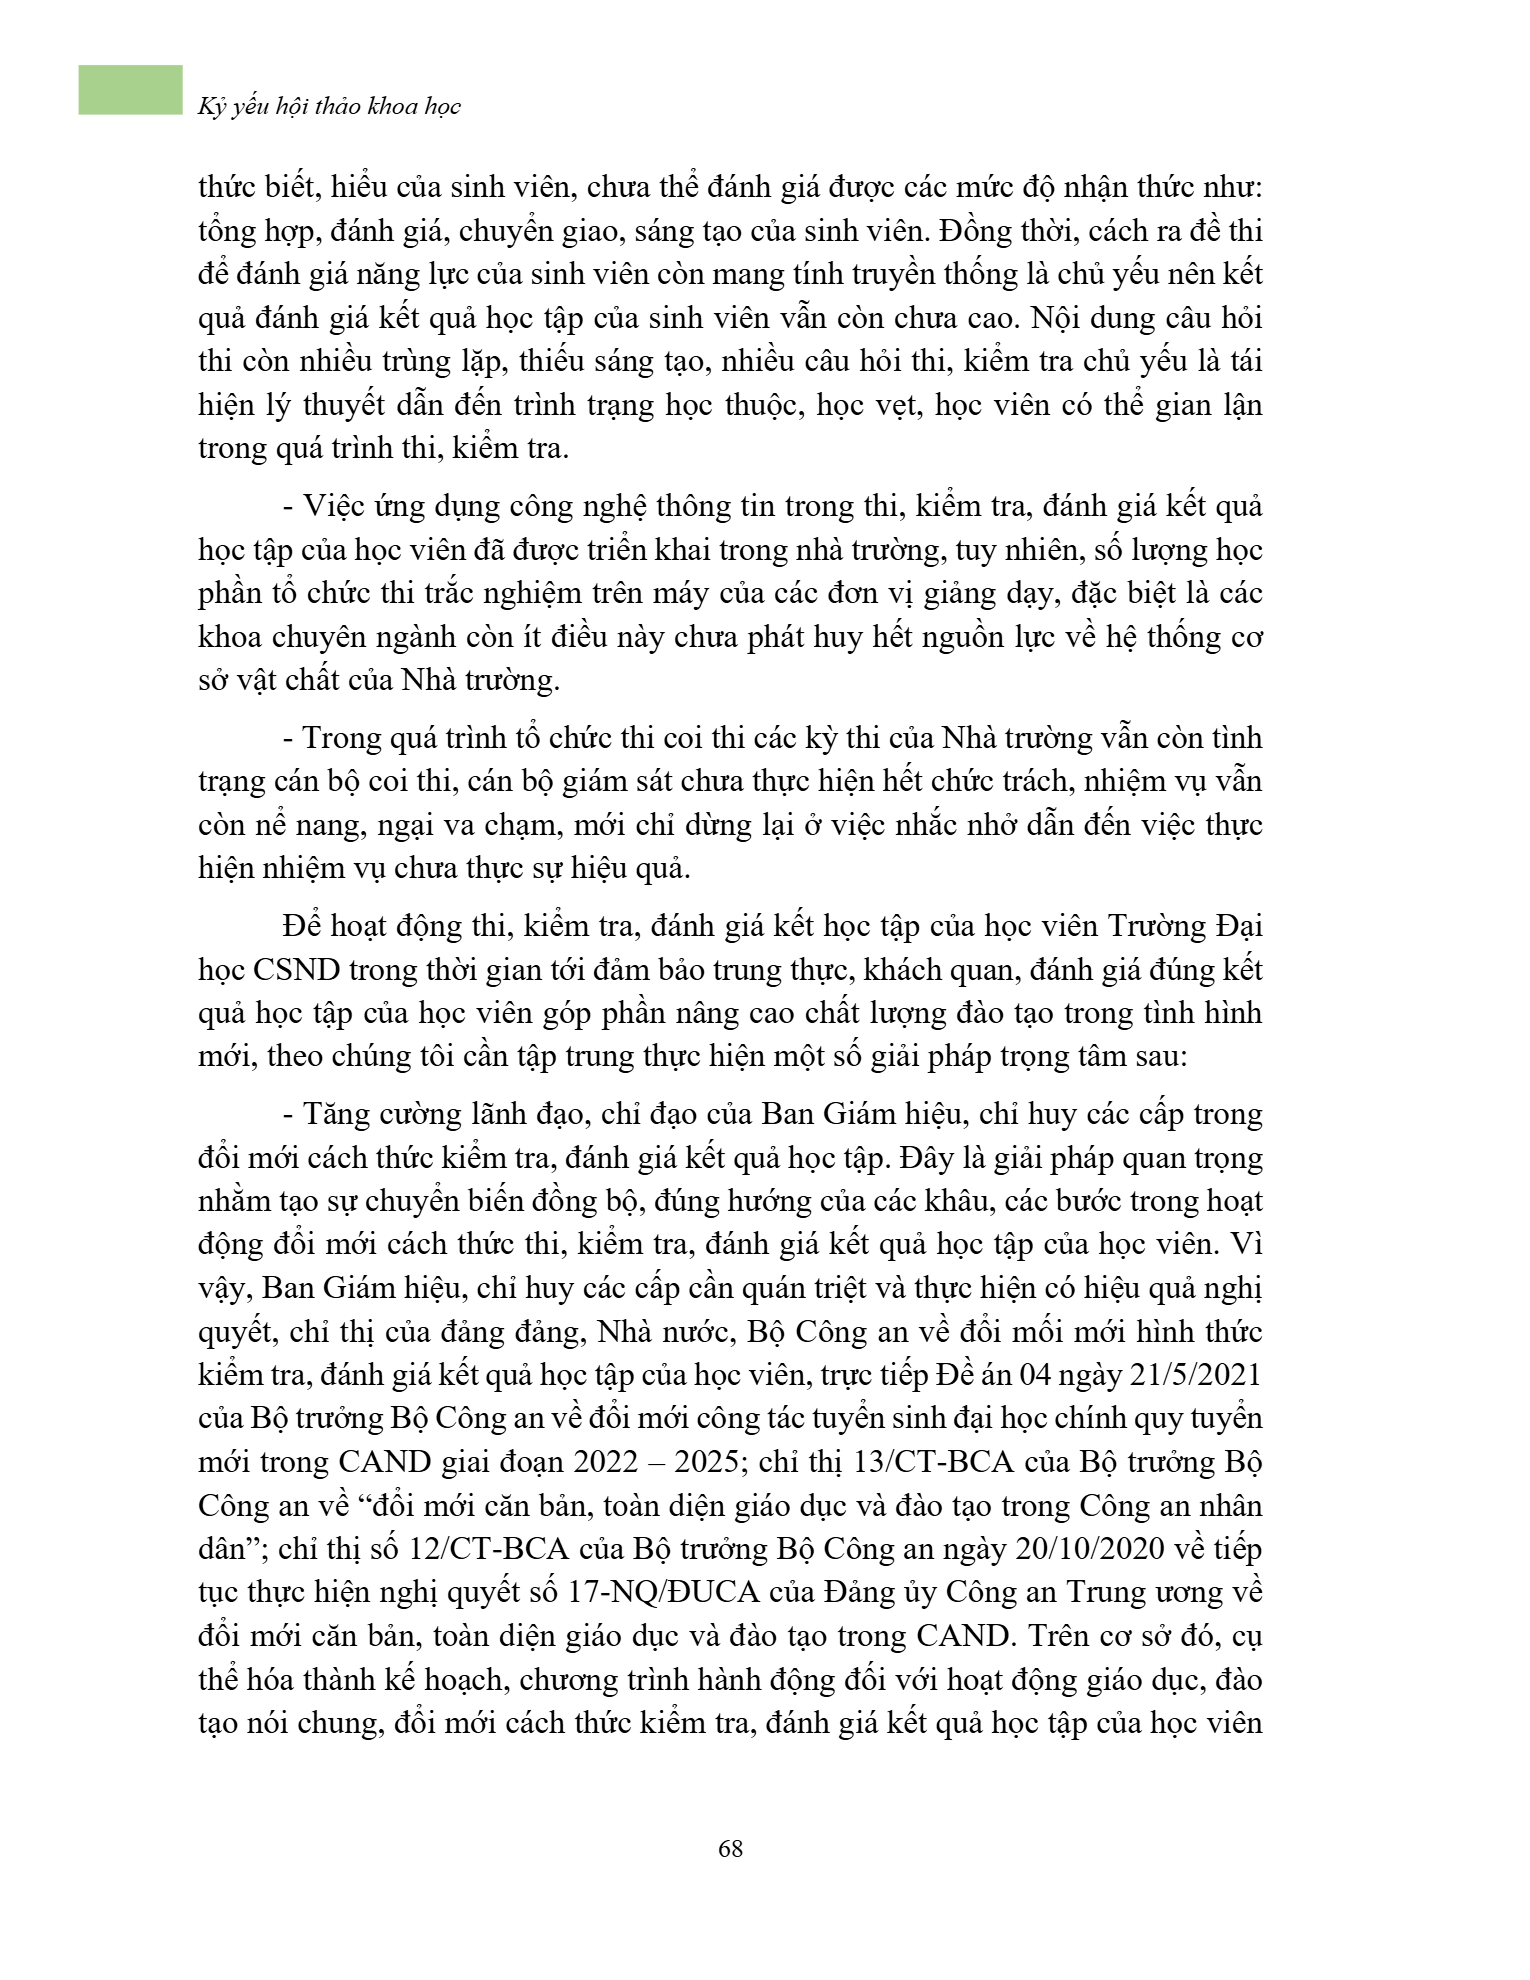 Kỷ yếu hội thảo khoa học
thức biết, hiểu của sinh viên, chưa thể đánh giá được các mức độ nhận thức như:
tổng hợp, đánh giá, chuyển giao, sáng tạo của sinh viên. Đồng thời, cách ra đề thi
để đánh giá năng lực của sinh viên còn mang tính truyền thống là chủ yếu nên kết
quả đánh giá kết quả học tập của sinh viên vẫn còn chưa cao. Nội dung câu hỏi
thi còn nhiều trùng lặp, thiếu sáng tạo, nhiều câu hỏi thi, kiểm tra chủ yếu là tái
hiện lý thuyết dẫn đến trình trạng học thuộc, học vẹt, học viên có thể gian lận
trong quá trình thi, kiểm tra.
- Việc ứng dụng công nghệ thông tin trong thi, kiểm tra, đánh giá kết quả
học tập của học viên đã được triển khai trong nhà trường, tuy nhiên, số lượng học
phần tổ chức thi trắc nghiệm trên máy của các đơn vị giảng dạy, đặc biệt là các
khoa chuyên ngành còn ít điều này chưa phát huy hết nguồn lực về hệ thống cơ
sở vật chất của Nhà trường.
- Trong quá trình tổ chức thi coi thi các kỳ thi của Nhà trường vẫn còn tình
trạng cán bộ coi thi, cán bộ giám sát chưa thực hiện hết chức trách, nhiệm vụ vẫn
còn nể nang, ngại va chạm, mới chỉ dừng lại ở việc nhắc nhở dẫn đến việc thực
hiện nhiệm vụ chưa thực sự hiệu quả.
Để hoạt động thi, kiểm tra, đánh giá kết học tập của học viên Trường Đại
học CSND trong thời gian tới đảm bảo trung thực, khách quan, đánh giá đúng kết
quả học tập của học viên góp phần nâng cao chất lượng đào tạo trong tình hình
mới, theo chúng tôi cần tập trung thực hiện một số giải pháp trọng tâm sau:
- Tăng cường lãnh đạo, chỉ đạo của Ban Giám hiệu, chỉ huy các cấp trong
đổi mới cách thức kiểm tra, đánh giá kết quả học tập. Đây là giải pháp quan trọng
nhằm tạo sự chuyển biến đồng bộ, đúng hướng của các khâu, các bước trong hoạt
động đổi mới cách thức thi, kiểm tra, đánh giá kết quả học tập của học viên. Vì
vậy, Ban Giám hiệu, chỉ huy các cấp cần quán triệt và thực hiện có hiệu quả nghị
quyết, chỉ thị của đảng đảng, Nhà nước, Bộ Công an về đổi mối mới hình thức
kiểm tra, đánh giá kết quả học tập của học viên, trực tiếp Đề án 04 ngày 21/5/2021
của Bộ trưởng Bộ Công an về đổi mới công tác tuyển sinh đại học chính quy tuyển
mới trong CAND giai đoạn 2022 – 2025; chỉ thị 13/CT-BCA của Bộ trưởng Bộ
Công an về “đổi mới căn bản, toàn diện giáo dục và đào tạo trong Công an nhân
dân”; chỉ thị số 12/CT-BCA của Bộ trưởng Bộ Công an ngày 20/10/2020 về tiếp
tục thực hiện nghị quyết số 17-NQ/ĐUCA của Đảng ủy Công an Trung ương về
đổi mới căn bản, toàn diện giáo dục và đào tạo trong CAND. Trên cơ sở đó, cụ
thể hóa thành kế hoạch, chương trình hành động đối với hoạt động giáo dục, đào
tạo nói chung, đổi mới cách thức kiểm tra, đánh giá kết quả học tập của học viên
68